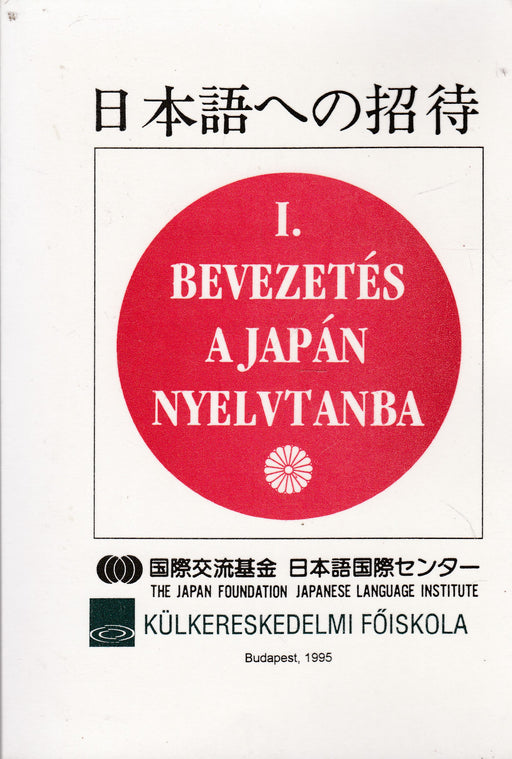 日本語への招待
I.
BEVEZETÉS
A JAPÁN
NYELVTANBA
国際交流基金 日本語国際センター
THE JAPAN FOUNDATION JAPANESE LANGUAGE INSTITUTE
KÜLKERESKEDELMI FŐISKOLA
Budapest, 1995